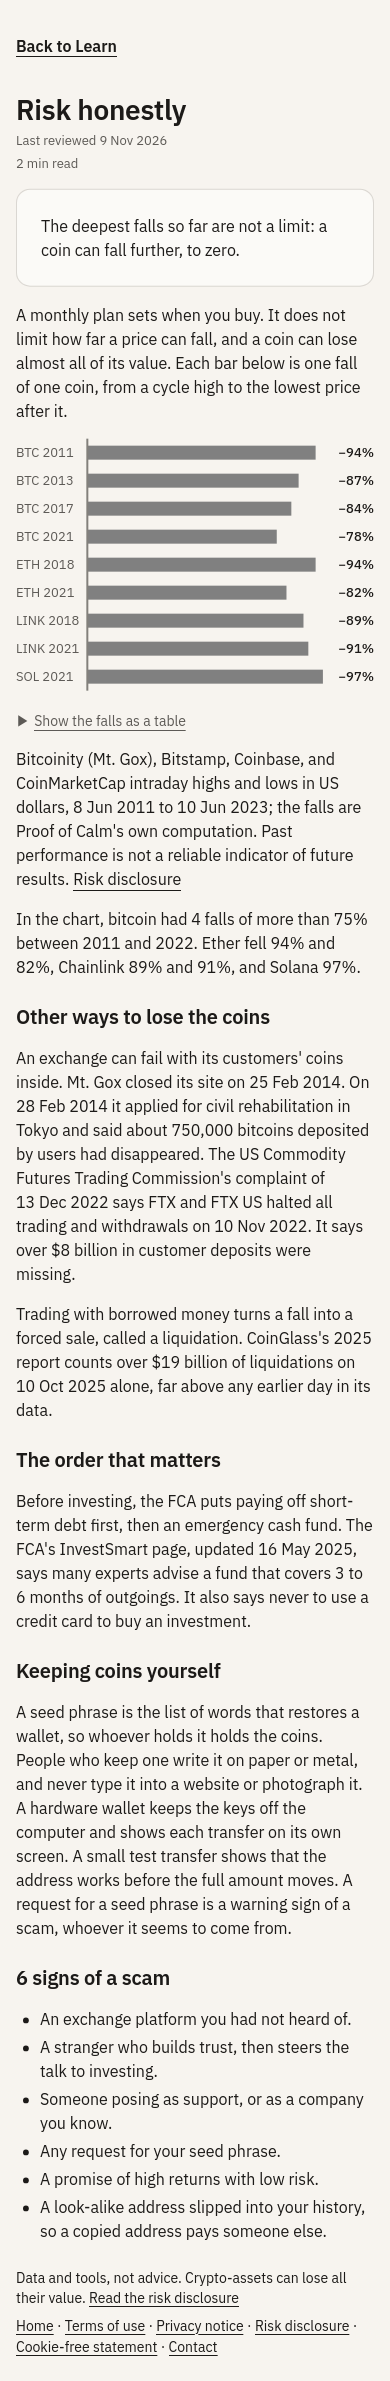 Back to Learn
Risk honestly
Last reviewed 9 Nov 2026
2 min read
The deepest falls so far are not a limit: a
coin can fall further, to zero.
A monthly plan sets when you buy. It does not
limit how far a price can fall, and a coin can lose
almost all of its value. Each bar below is one fall
of one coin, from a cycle high to the lowest price
after it.
BTC 2011 −94%
BTC 2013 −87%
BTC 2017 −84%
BTC 2021 −78%
ETH 2018 −94%
ETH 2021 −82%
LINK 2018 −89%
LINK 2021 −91%
SOL 2021 −97%
Show the falls as a table
Bitcoinity (Mt. Gox), Bitstamp, Coinbase, and
CoinMarketCap intraday highs and lows in US
dollars, 8 Jun 2011 to 10 Jun 2023; the falls are
Proof of Calm's own computation. Past
performance is not a reliable indicator of future
results. Risk disclosure
In the chart, bitcoin had 4 falls of more than 75%
between 2011 and 2022. Ether fell 94% and
82%, Chainlink 89% and 91%, and Solana 97%.
Other ways to lose the coins
An exchange can fail with its customers' coins
inside. Mt. Gox closed its site on 25 Feb 2014. On
28 Feb 2014 it applied for civil rehabilitation in
Tokyo and said about 750,000 bitcoins deposited
by users had disappeared. The US Commodity
Futures Trading Commission's complaint of
13 Dec 2022 says FTX and FTX US halted all
trading and withdrawals on 10 Nov 2022. It says
over $8 billion in customer deposits were
missing.
Trading with borrowed money turns a fall into a
forced sale, called a liquidation. CoinGlass's 2025
report counts over $19 billion of liquidations on
10 Oct 2025 alone, far above any earlier day in its
data.
The order that matters
Before investing, the FCA puts paying off short-
term debt first, then an emergency cash fund. The
FCA's InvestSmart page, updated 16 May 2025,
says many experts advise a fund that covers 3 to
6 months of outgoings. It also says never to use a
credit card to buy an investment.
Keeping coins yourself
A seed phrase is the list of words that restores a
wallet, so whoever holds it holds the coins.
People who keep one write it on paper or metal,
and never type it into a website or photograph it.
A hardware wallet keeps the keys off the
computer and shows each transfer on its own
screen. A small test transfer shows that the
address works before the full amount moves. A
request for a seed phrase is a warning sign of a
scam, whoever it seems to come from.
6 signs of a scam
• An exchange platform you had not heard of.
• A stranger who builds trust, then steers the
talk to investing.
• Someone posing as support, or as a company
you know.
• Any request for your seed phrase.
• A promise of high returns with low risk.
• A look-alike address slipped into your history,
so a copied address pays someone else.
Data and tools, not advice. Crypto-assets can lose all
their value. Read the risk disclosure
Home · Terms of use · Privacy notice · Risk disclosure ·
Cookie-free statement · Contact